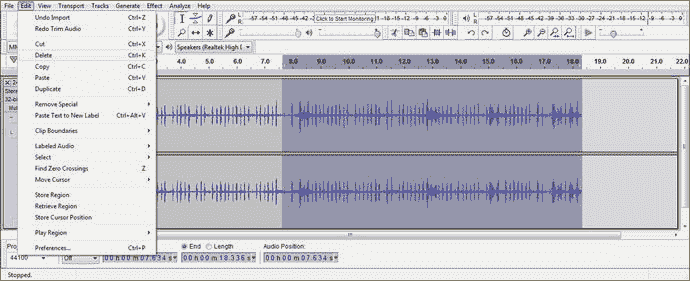 File Edit View Transport Tracks Generate Effect Analyze Help
Undo Import Ctrl+Z
Redo Trim Audio Ctrl+Y
Cut Ctrl+X
Delete Ctrl+K
Copy Ctrl+C
Paste Ctrl+V
Duplicate Ctrl+D
Remove Special
Paste Text to New Label Ctrl+Alt+V
Clip Boundaries
Labeled Audio
Select
Find Zero Crossings Z
Move Cursor
Store Region
Retrieve Region
Store Cursor Position
Play Region
Preferences... Ctrl+P
-57 -54 -51 -48 -45 -42 Click to Start Monitoring
-57 -54 -51 -48 -45 -42 -39 -36 -33 -30 -27 -24 -21 -18 -15 -12 -9 -6 -3 0
Speakers (Realtek High
4.0 5.0 6.0 7.0 8.0 9.0 10.0 11.0 12.0 13.0 14.0 15.0 16.0 17.0 18.0 19.0 20.0 21.0 22.0
32-bit
End Length Audio Position:
44100 Off 00 h 00 m 07.634 s 00 h 00 m 18.336 s 00 h 00 m 07.634 s
Stopped.